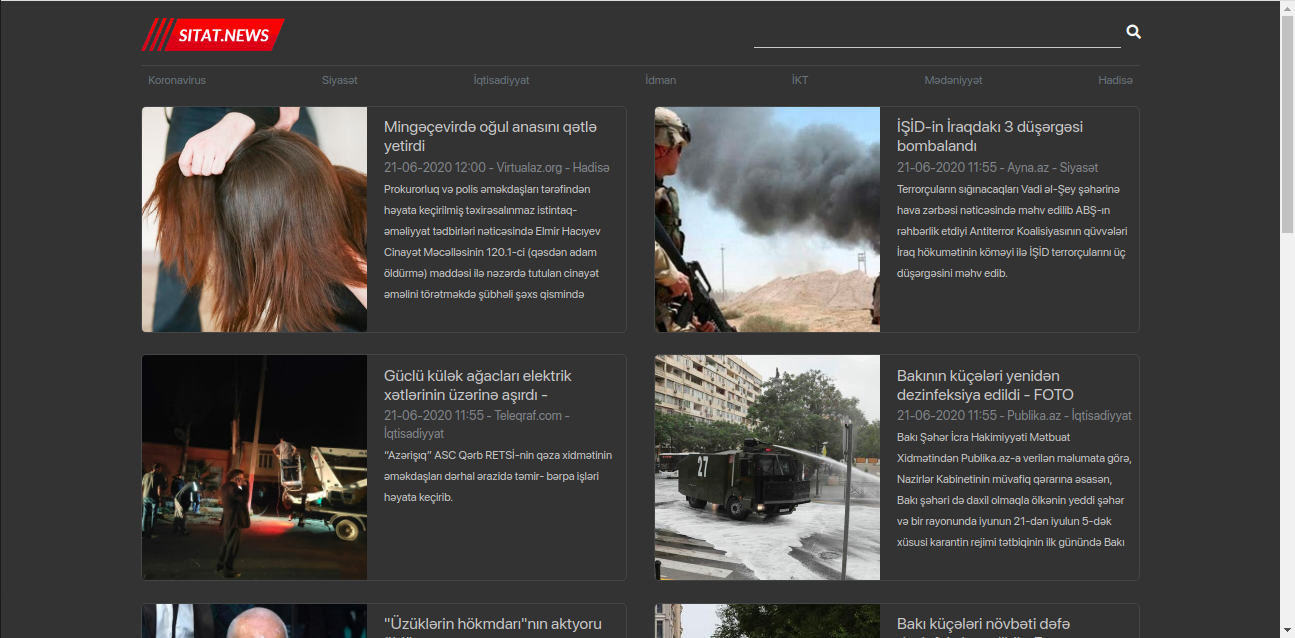 SITAT.NEWS
Koronavirus Siyasət İqtisadiyyat İdman İKT Mədəniyyət Hadisə
Mingəçevirdə oğul anasını qətlə
yetirdi
21-06-2020 12:00 - Virtualaz.org - Hadisə
Prokurorluq və polis əməkdaşları tərəfindən
həyata keçirilmiş təxirəsalınmaz istintaq-
əməliyyat tədbirləri nəticəsində Elmir Hacıyev
Cinayət Məcəlləsinin 120.1-ci (qəsdən adam
öldürmə) maddəsi ilə nəzərdə tutulan cinayət
əməlini törətməkdə şübhəli şəxs qismində
İŞİD-in İraqdakı 3 düşərgəsi
bombalandı
21-06-2020 11:55 - Ayna.az - Siyasət
Terrorçuların sığınacaqları Vadi əl-Şey şəhərinə
hava zərbəsi nəticəsində məhv edilib ABŞ-ın
rəhbərlik etdiyi Antiterror Koalisiyasının qüvvələri
İraq hökumətinin köməyi ilə İŞİD terrorçularını üç
düşərgəsini məhv edib.
Güclü külək ağacları elektrik
xətlərinin üzərinə aşırdı -
21-06-2020 11:55 - Teleqraf.com -
İqtisadiyyat
“Azərişıq” ASC Qərb RETSİ-nin qəza xidmətinin
əməkdaşları dərhal ərazidə təmir- bərpa işləri
həyata keçirib.
27
Bakının küçələri yenidən
dezinfeksiya edildi - FOTO
21-06-2020 11:55 - Publika.az - İqtisadiyyat
Bakı Şəhər İcra Hakimiyyəti Mətbuat
Xidmətindən Publika.az-a verilən məlumata görə,
Nazirlər Kabinetinin müvafiq qərarına əsasən,
Bakı şəhəri də daxil olmaqla ölkənin yeddi şəhər
və bir rayonunda iyunun 21-dən iyulun 5-dək
xüsusi karantin rejimi tətbiqinin ilk günündə Bakı
"Üzüklərin hökmdarı"nın aktyoru
Bakı küçələri növbəti dəfə